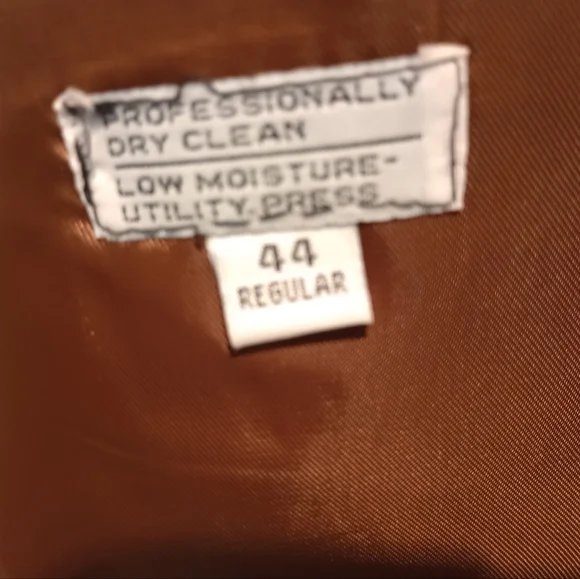 PROFESSIONALLY
DRY CLEAN
LOW MOISTURE-
UTILITY PRESS
44
REGULAR